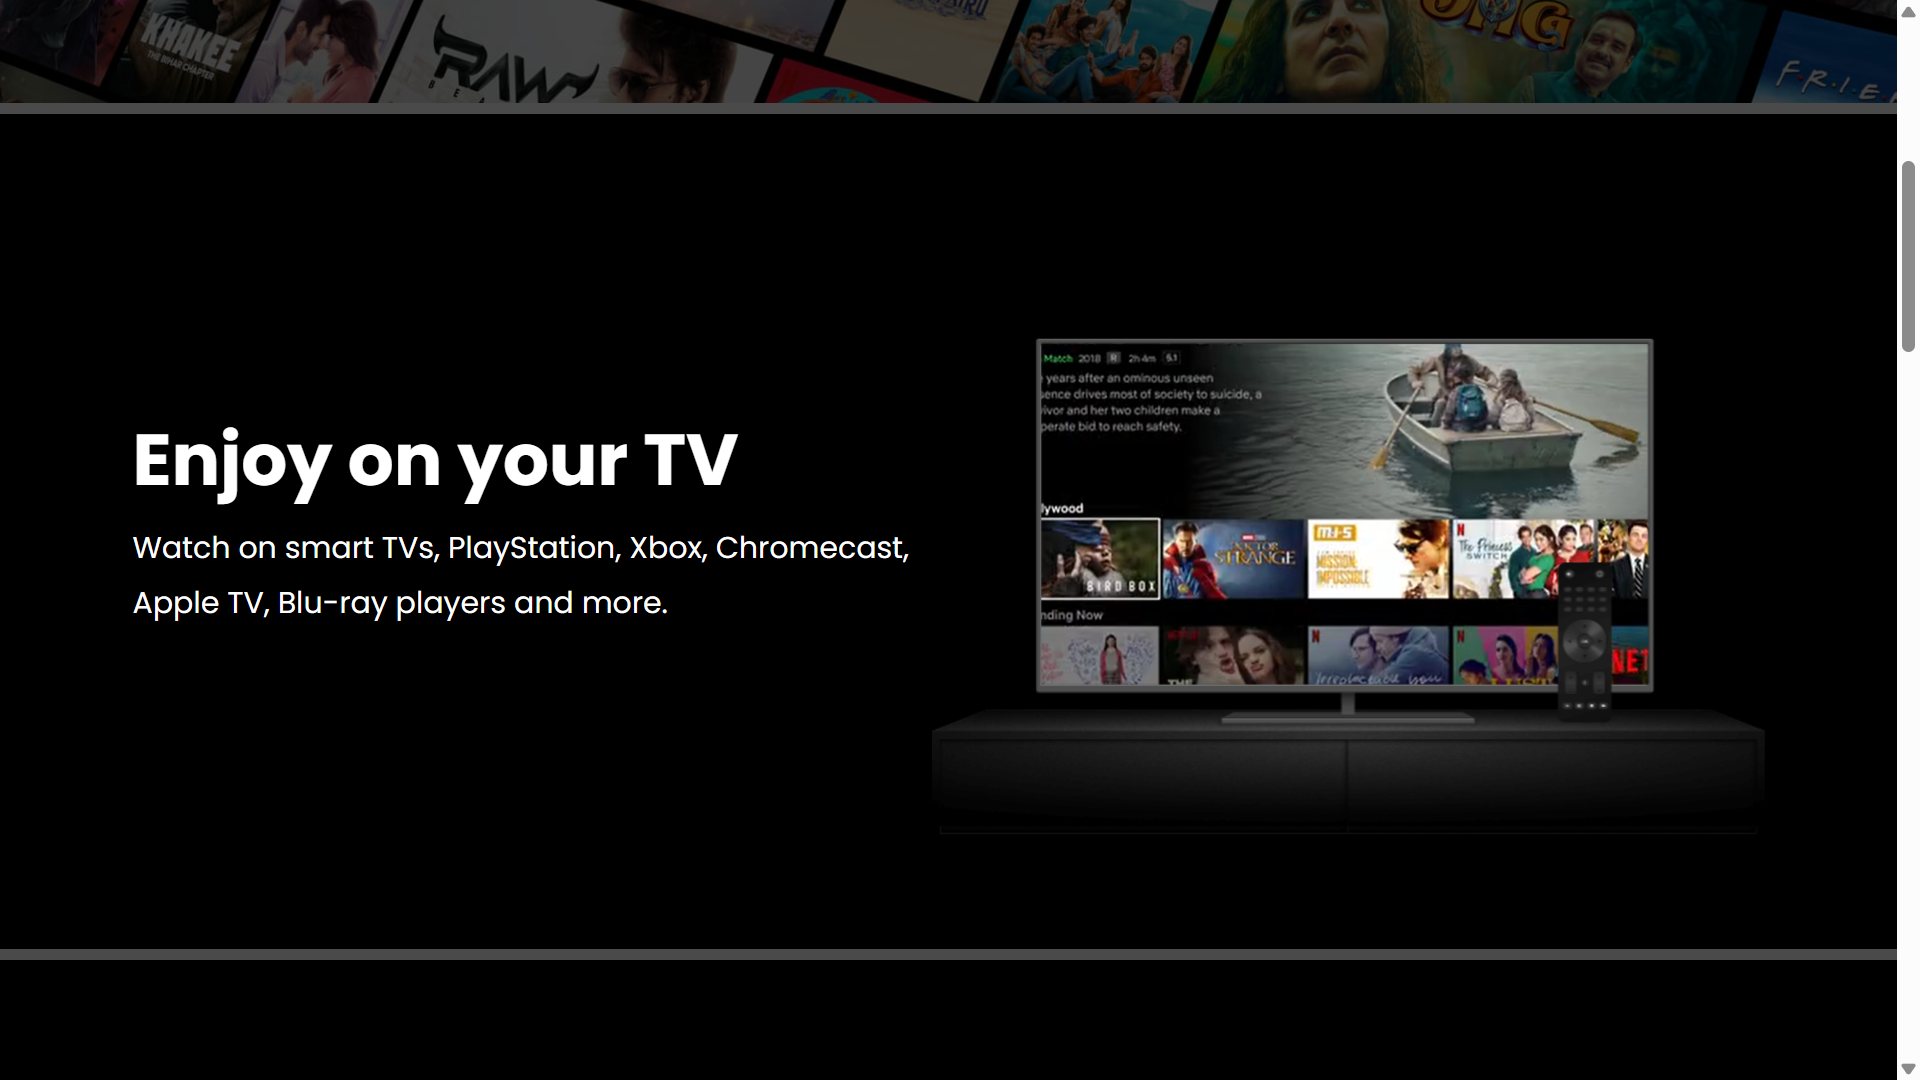 KHAKEE
THE BIHAR CHAPTER
RAW
OMG
Enjoy on your TV
Watch on smart TVs, PlayStation, Xbox, Chromecast,
Apple TV, Blu-ray players and more.
Match 2018 R 2h 4m 5.1
years after an ominous unseen
ence drives most of society to suicide, a
ivor and her two children make a
perate bid to reach safety.
lywood
BIRD BOX
DOCTOR
STRANGE
M:I-5
MISSION:
IMPOSSIBLE
N
The Princess
SWITCH
nding Now
THE
N
Irreplaceable you
N
LUST
NET